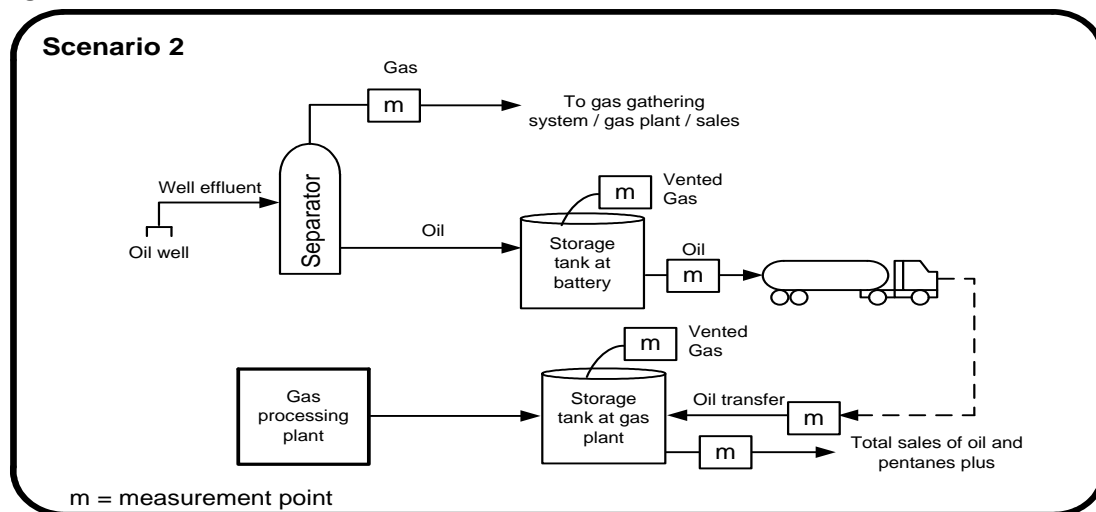 Scenario 2
Gas
m
To gas gathering
system / gas plant / sales
Well effluent
Oil well
Separator
Oil
m
Vented
Gas
Storage
tank at
battery
Oil
m
m
Vented
Gas
Gas
processing
plant
Storage
tank at gas
plant
Oil transfer
m
m
Total sales of oil and
pentanes plus
m = measurement point